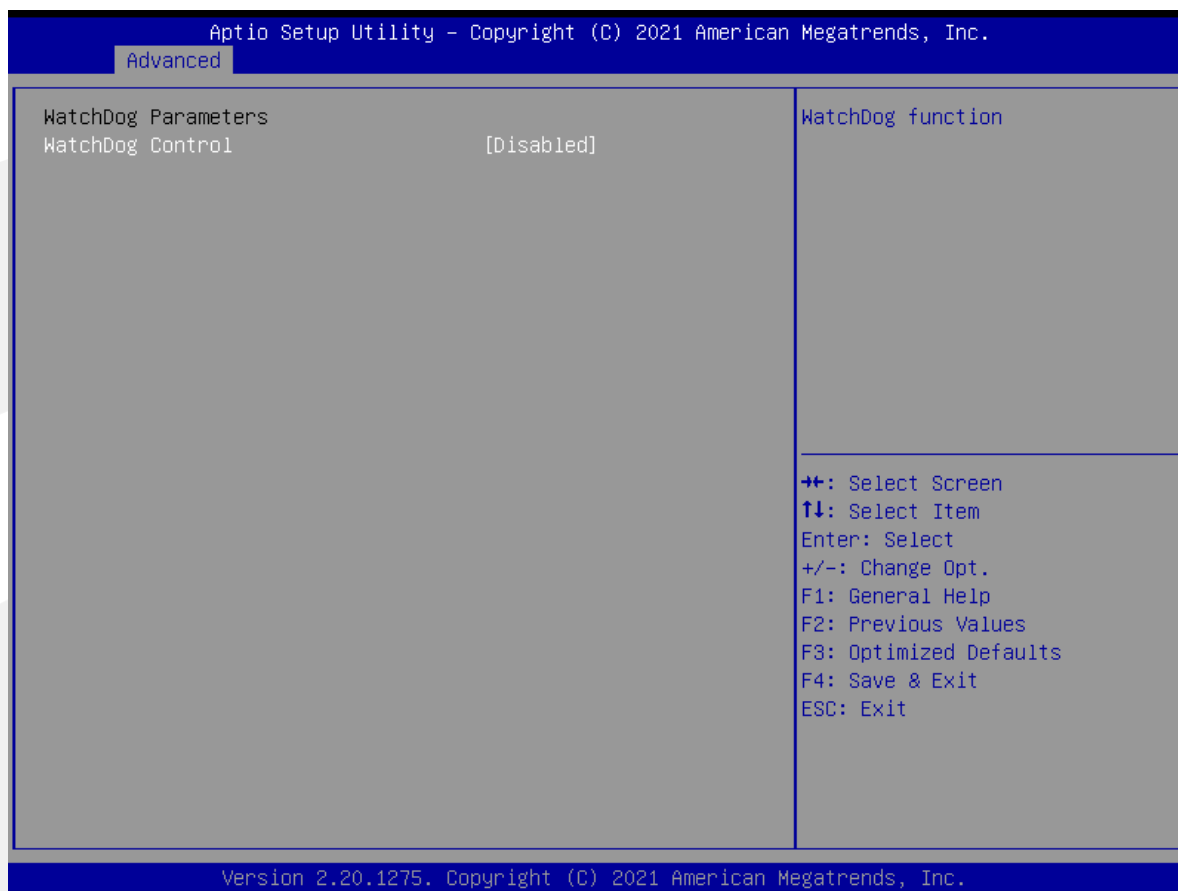 Aptio Setup Utility – Copyright (C) 2021 American Megatrends, Inc.
Advanced
WatchDog Parameters
WatchDog Control [Disabled]
WatchDog function
→←: Select Screen
↑↓: Select Item
Enter: Select
+/-: Change Opt.
F1: General Help
F2: Previous Values
F3: Optimized Defaults
F4: Save & Exit
ESC: Exit
Version 2.20.1275. Copyright (C) 2021 American Megatrends, Inc.